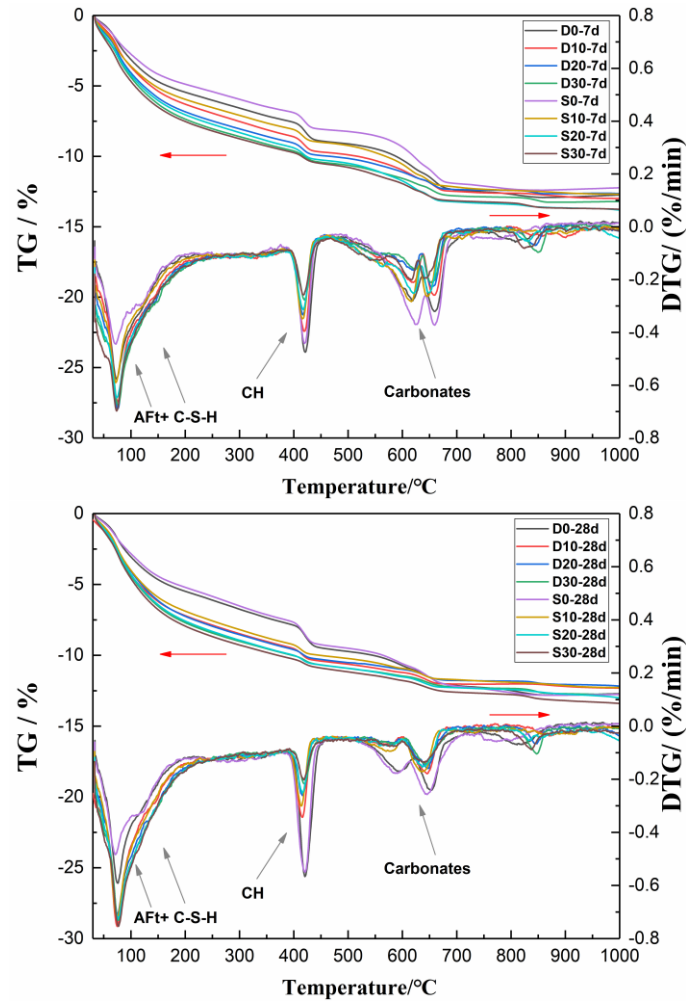 0
-5
-10
-15
-20
-25
-30
TG / %
0.8
0.6
0.4
0.2
0.0
-0.2
-0.4
-0.6
-0.8
DTG/ (%/min)
D0-7d
D10-7d
D20-7d
D30-7d
S0-7d
S10-7d
S20-7d
S30-7d
AFt+ C-S-H
CH
Carbonates
100 200 300 400 500 600 700 800 900 1000
Temperature/°C
0
-5
-10
-15
-20
-25
-30
TG / %
0.8
0.6
0.4
0.2
0.0
-0.2
-0.4
-0.6
-0.8
DTG/ (%/min)
D0-28d
D10-28d
D20-28d
D30-28d
S0-28d
S10-28d
S20-28d
S30-28d
AFt+ C-S-H
CH
Carbonates
100 200 300 400 500 600 700 800 900 1000
Temperature/°C